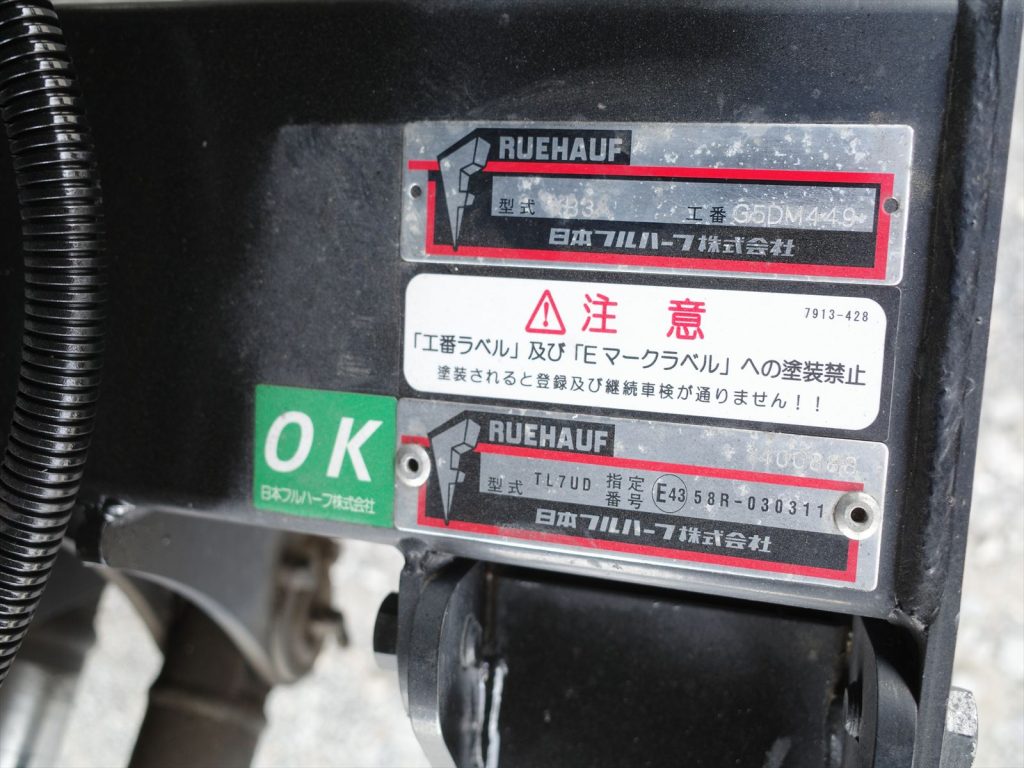 FRUEHAUF
型式 工番 G5DM449
日本フルハーフ株式会社
注意 7913-428
「工番ラベル」及び「Eマークラベル」への塗装禁止
塗装されると登録及び継続車検が通りません!!
OK
日本フルハーフ株式会社
FRUEHAUF
型式 TL7UD 指定番号 E43 58R-030311
日本フルハーフ株式会社